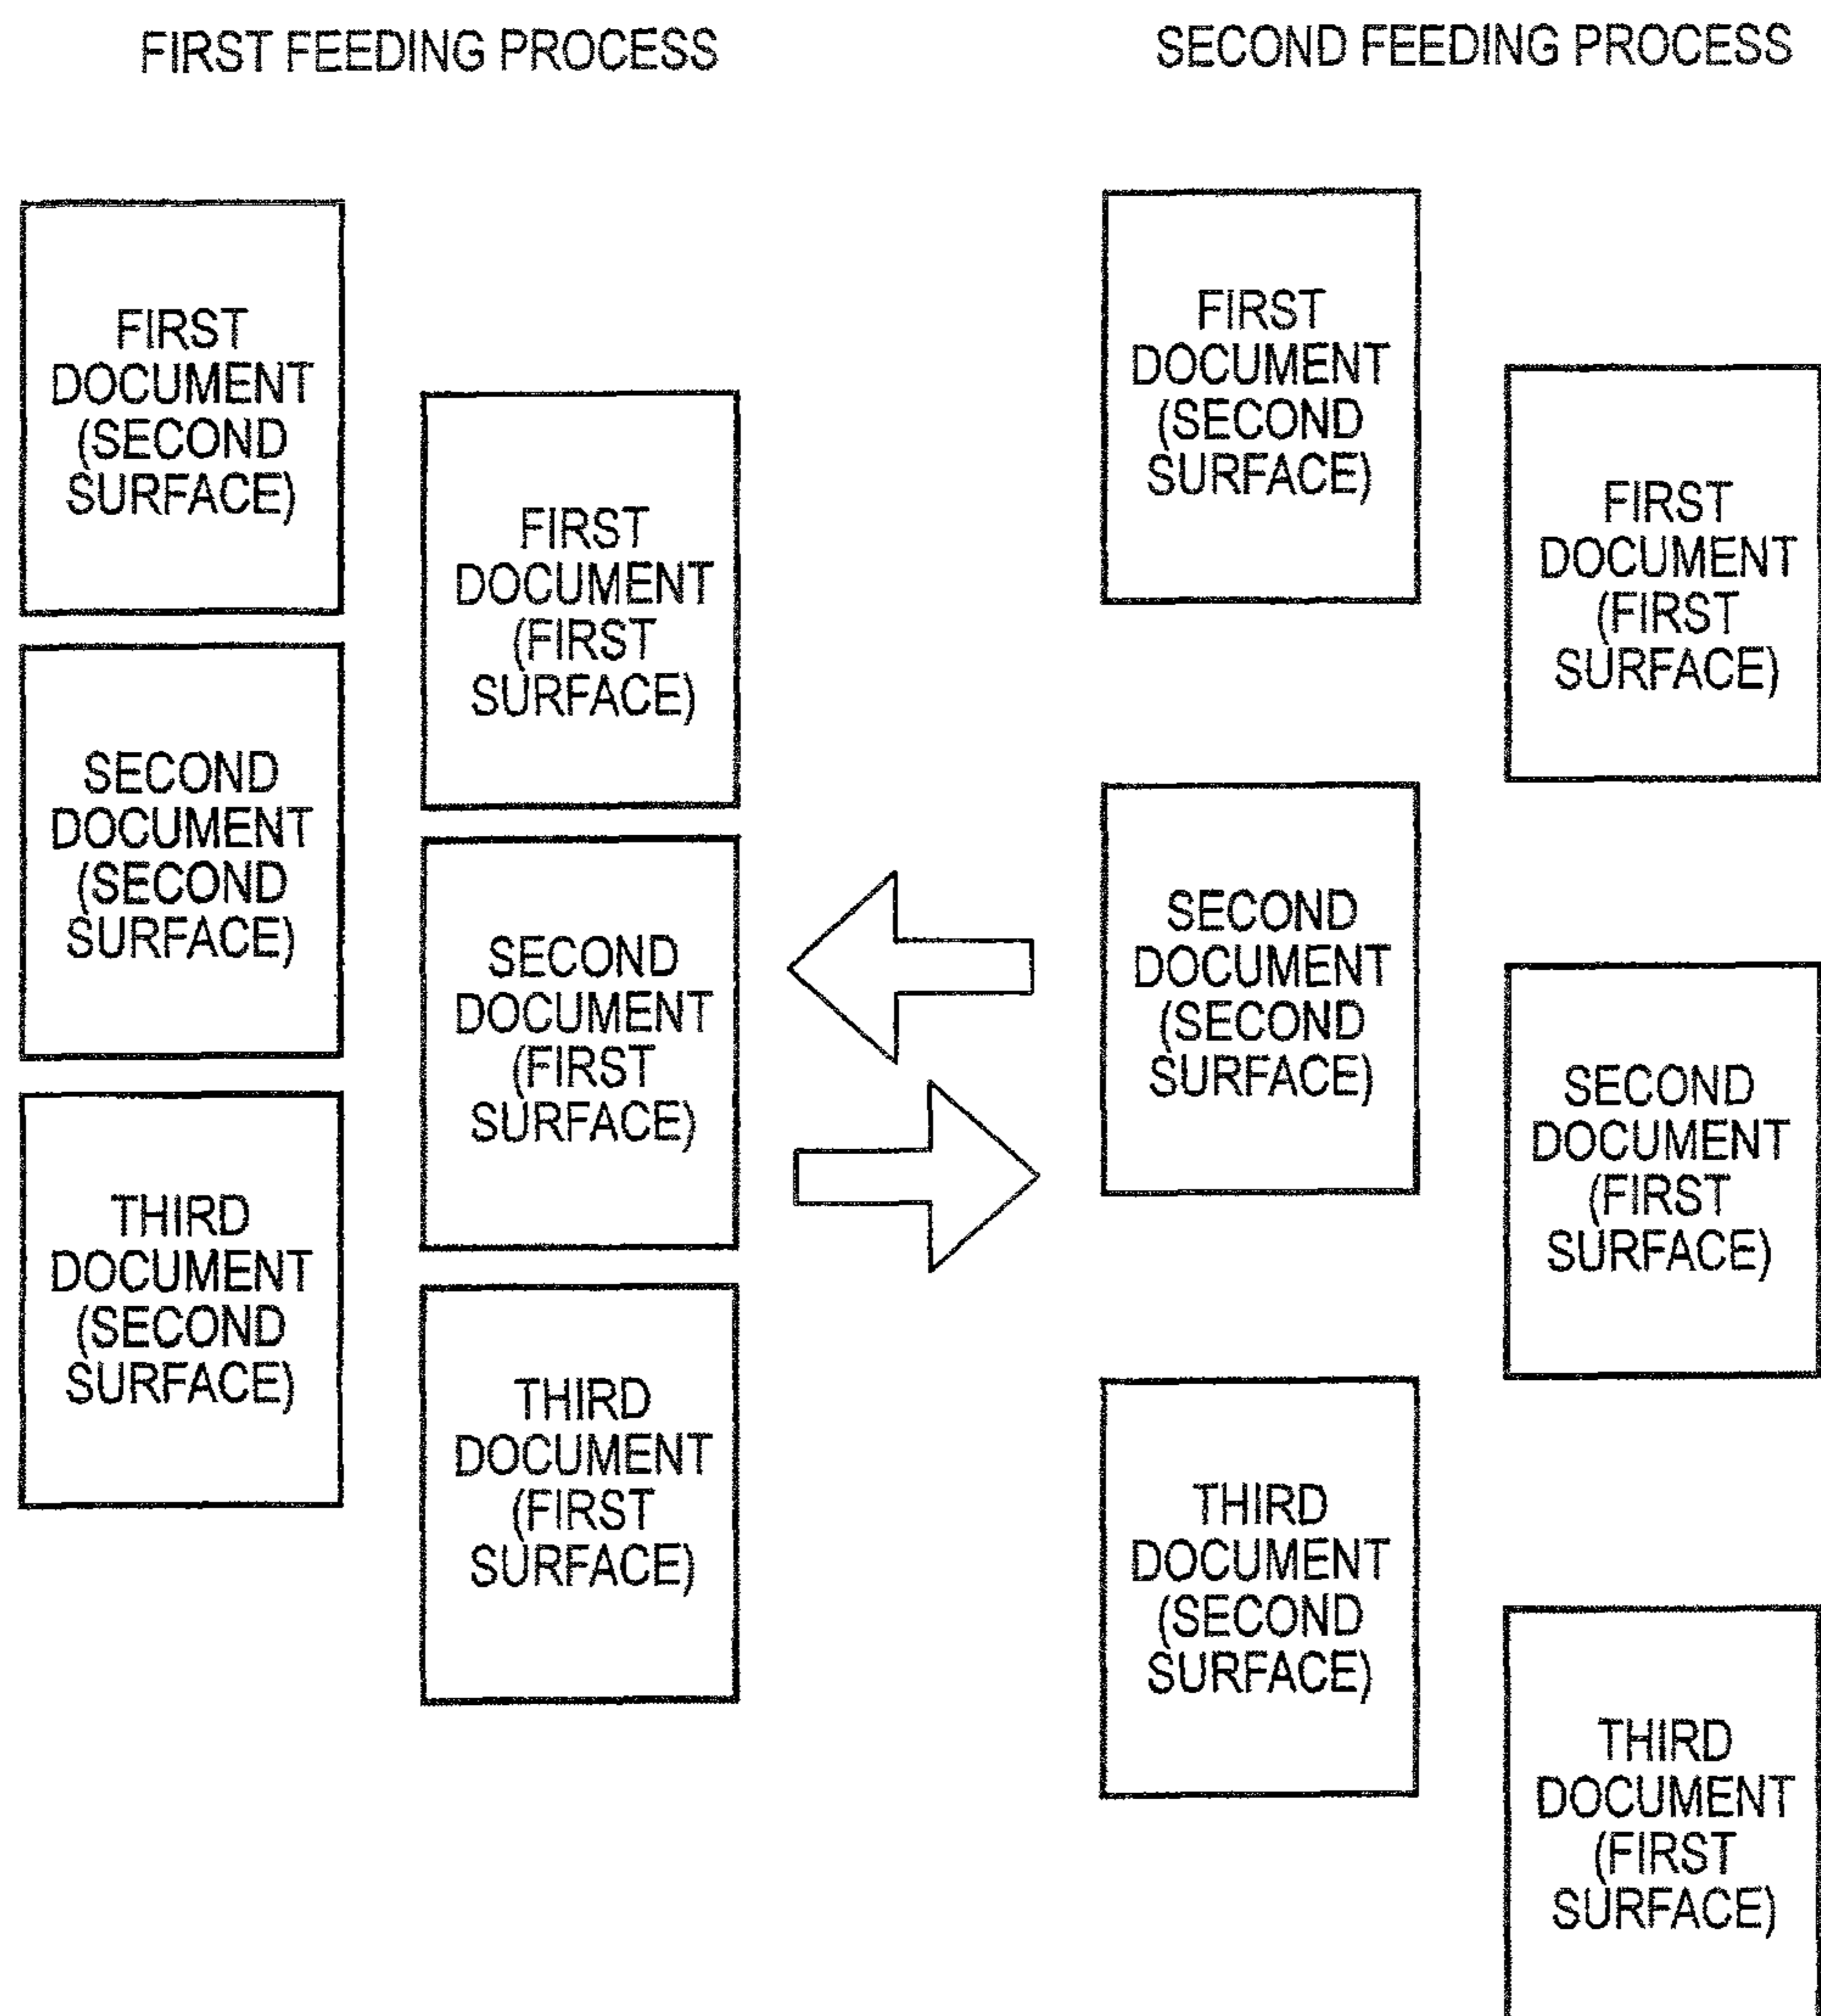 FIRST FEEDING PROCESS
FIRST
DOCUMENT
(SECOND
SURFACE)
FIRST
DOCUMENT
(FIRST
SURFACE)
SECOND
DOCUMENT
(SECOND
SURFACE)
SECOND
DOCUMENT
(FIRST
SURFACE)
THIRD
DOCUMENT
(SECOND
SURFACE)
THIRD
DOCUMENT
(FIRST
SURFACE)
SECOND FEEDING PROCESS
FIRST
DOCUMENT
(SECOND
SURFACE)
FIRST
DOCUMENT
(FIRST
SURFACE)
SECOND
DOCUMENT
(SECOND
SURFACE)
SECOND
DOCUMENT
(FIRST
SURFACE)
THIRD
DOCUMENT
(SECOND
SURFACE)
THIRD
DOCUMENT
(FIRST
SURFACE)